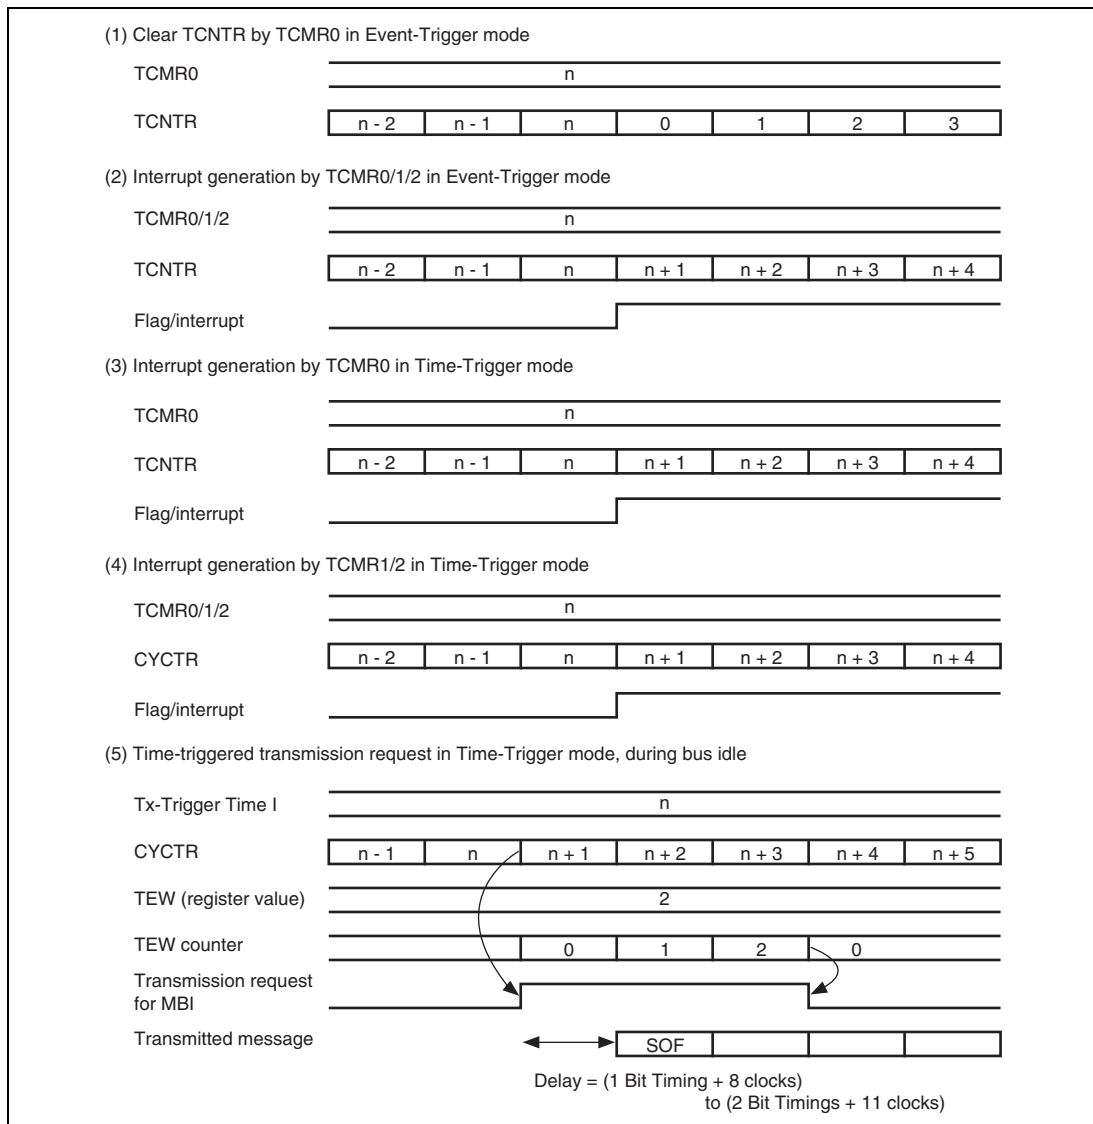 (1) Clear TCNTR by TCMR0 in Event-Trigger mode
TCMR0 n
TCNTR n - 2 n - 1 n 0 1 2 3
(2) Interrupt generation by TCMR0/1/2 in Event-Trigger mode
TCMR0/1/2 n
TCNTR n - 2 n - 1 n n + 1 n + 2 n + 3 n + 4
Flag/interrupt
(3) Interrupt generation by TCMR0 in Time-Trigger mode
TCMR0 n
TCNTR n - 2 n - 1 n n + 1 n + 2 n + 3 n + 4
Flag/interrupt
(4) Interrupt generation by TCMR1/2 in Time-Trigger mode
TCMR0/1/2 n
CYCTR n - 2 n - 1 n n + 1 n + 2 n + 3 n + 4
Flag/interrupt
(5) Time-triggered transmission request in Time-Trigger mode, during bus idle
Tx-Trigger Time I n
CYCTR n - 1 n n + 1 n + 2 n + 3 n + 4 n + 5
TEW (register value) 2
TEW counter 0 1 2 0
Transmission request
for MBI
Transmitted message SOF
Delay = (1 Bit Timing + 8 clocks)
to (2 Bit Timings + 11 clocks)